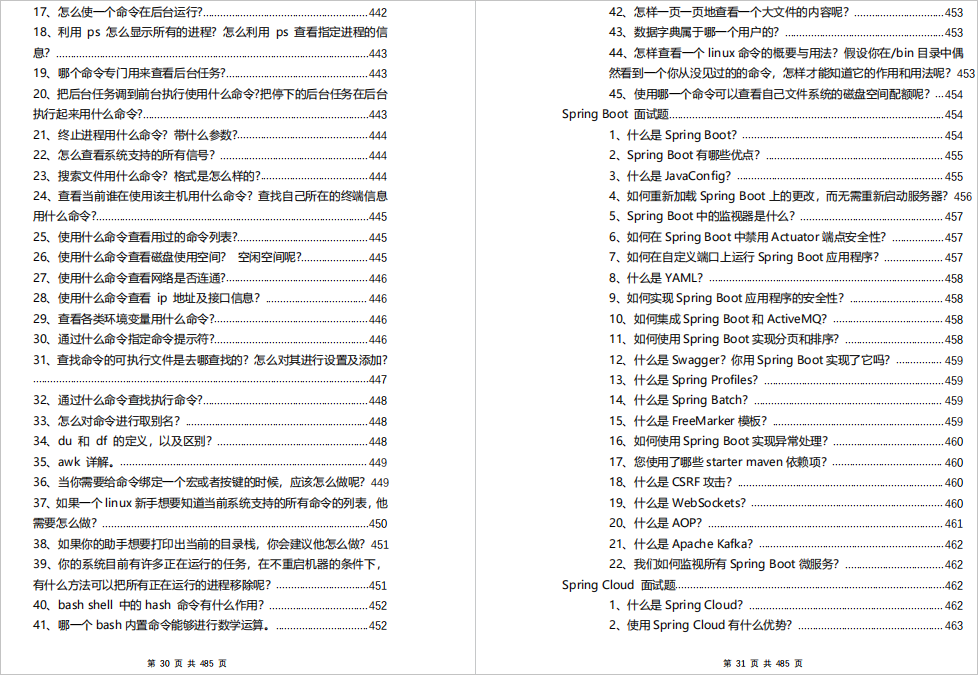 17、怎么使一个命令在后台运行?......442
18、利用 ps 怎么显示所有的进程? 怎么利用 ps 查看指定进程的信
息? ......443
19、哪个命令专门用来查看后台任务?......443
20、把后台任务调到前台执行使用什么命令?把停下的后台任务在后台
执行起来用什么命令?......443
21、终止进程用什么命令? 带什么参数?......444
22、怎么查看系统支持的所有信号? ......444
23、搜索文件用什么命令? 格式是怎么样的?......444
24、查看当前谁在使用该主机用什么命令? 查找自己所在的终端信息
用什么命令?......445
25、使用什么命令查看用过的命令列表?......445
26、使用什么命令查看磁盘使用空间? 空闲空间呢?......445
27、使用什么命令查看网络是否连通?......446
28、使用什么命令查看 ip 地址及接口信息? ......446
29、查看各类环境变量用什么命令?......446
30、通过什么命令指定命令提示符?......446
31、查找命令的可执行文件是去哪查找的? 怎么对其进行设置及添加?
......447
32、通过什么命令查找执行命令?......448
33、怎么对命令进行取别名? ......448
34、du 和 df 的定义，以及区别? ......448
35、awk 详解。......449
36、当你需要给命令绑定一个宏或者按键的时候，应该怎么做呢? 449
37、如果一个 linux 新手想要知道当前系统支持的所有命令的列表，他
需要怎么做? ......450
38、如果你的助手想要打印出当前的目录栈，你会建议他怎么做? 451
39、你的系统目前有许多正在运行的任务，在不重启机器的条件下，
有什么方法可以把所有正在运行的进程移除呢? ......451
40、bash shell 中的 hash 命令有什么作用? ......452
41、哪一个 bash 内置命令能够进行数学运算。......452
第 30 页 共 485 页
42、怎样一页一页地查看一个大文件的内容呢? ......453
43、数据字典属于哪一个用户的? ......453
44、怎样查看一个 linux 命令的概要与用法? 假设你在/bin 目录中偶
然看到一个你从没见过的的命令，怎样才能知道它的作用和用法呢? 453
45、使用哪一个命令可以查看自己文件系统的磁盘空间配额呢? ...454
Spring Boot 面试题......454
1、什么是 Spring Boot? ......454
2、Spring Boot 有哪些优点? ......455
3、什么是 JavaConfig? ......455
4、如何重新加载 Spring Boot 上的更改，而无需重新启动服务器? 456
5、Spring Boot 中的监视器是什么? ......457
6、如何在 Spring Boot 中禁用 Actuator 端点安全性? ......457
7、如何在自定义端口上运行 Spring Boot 应用程序? ......457
8、什么是 YAML? ......458
9、如何实现 Spring Boot 应用程序的安全性? ......458
10、如何集成 Spring Boot 和 ActiveMQ? ......458
11、如何使用 Spring Boot 实现分页和排序? ......458
12、什么是 Swagger? 你用 Spring Boot 实现了它吗? ......459
13、什么是 Spring Profiles? ......459
14、什么是 Spring Batch? ......459
15、什么是 FreeMarker 模板? ......459
16、如何使用 Spring Boot 实现异常处理? ......460
17、您使用了哪些 starter maven 依赖项? ......460
18、什么是 CSRF 攻击? ......460
19、什么是 WebSockets? ......460
20、什么是 AOP? ......461
21、什么是 Apache Kafka? ......462
22、我们如何监视所有 Spring Boot 微服务? ......462
Spring Cloud 面试题......462
1、什么是 Spring Cloud? ......462
2、使用 Spring Cloud 有什么优势? ......463
第 31 页 共 485 页